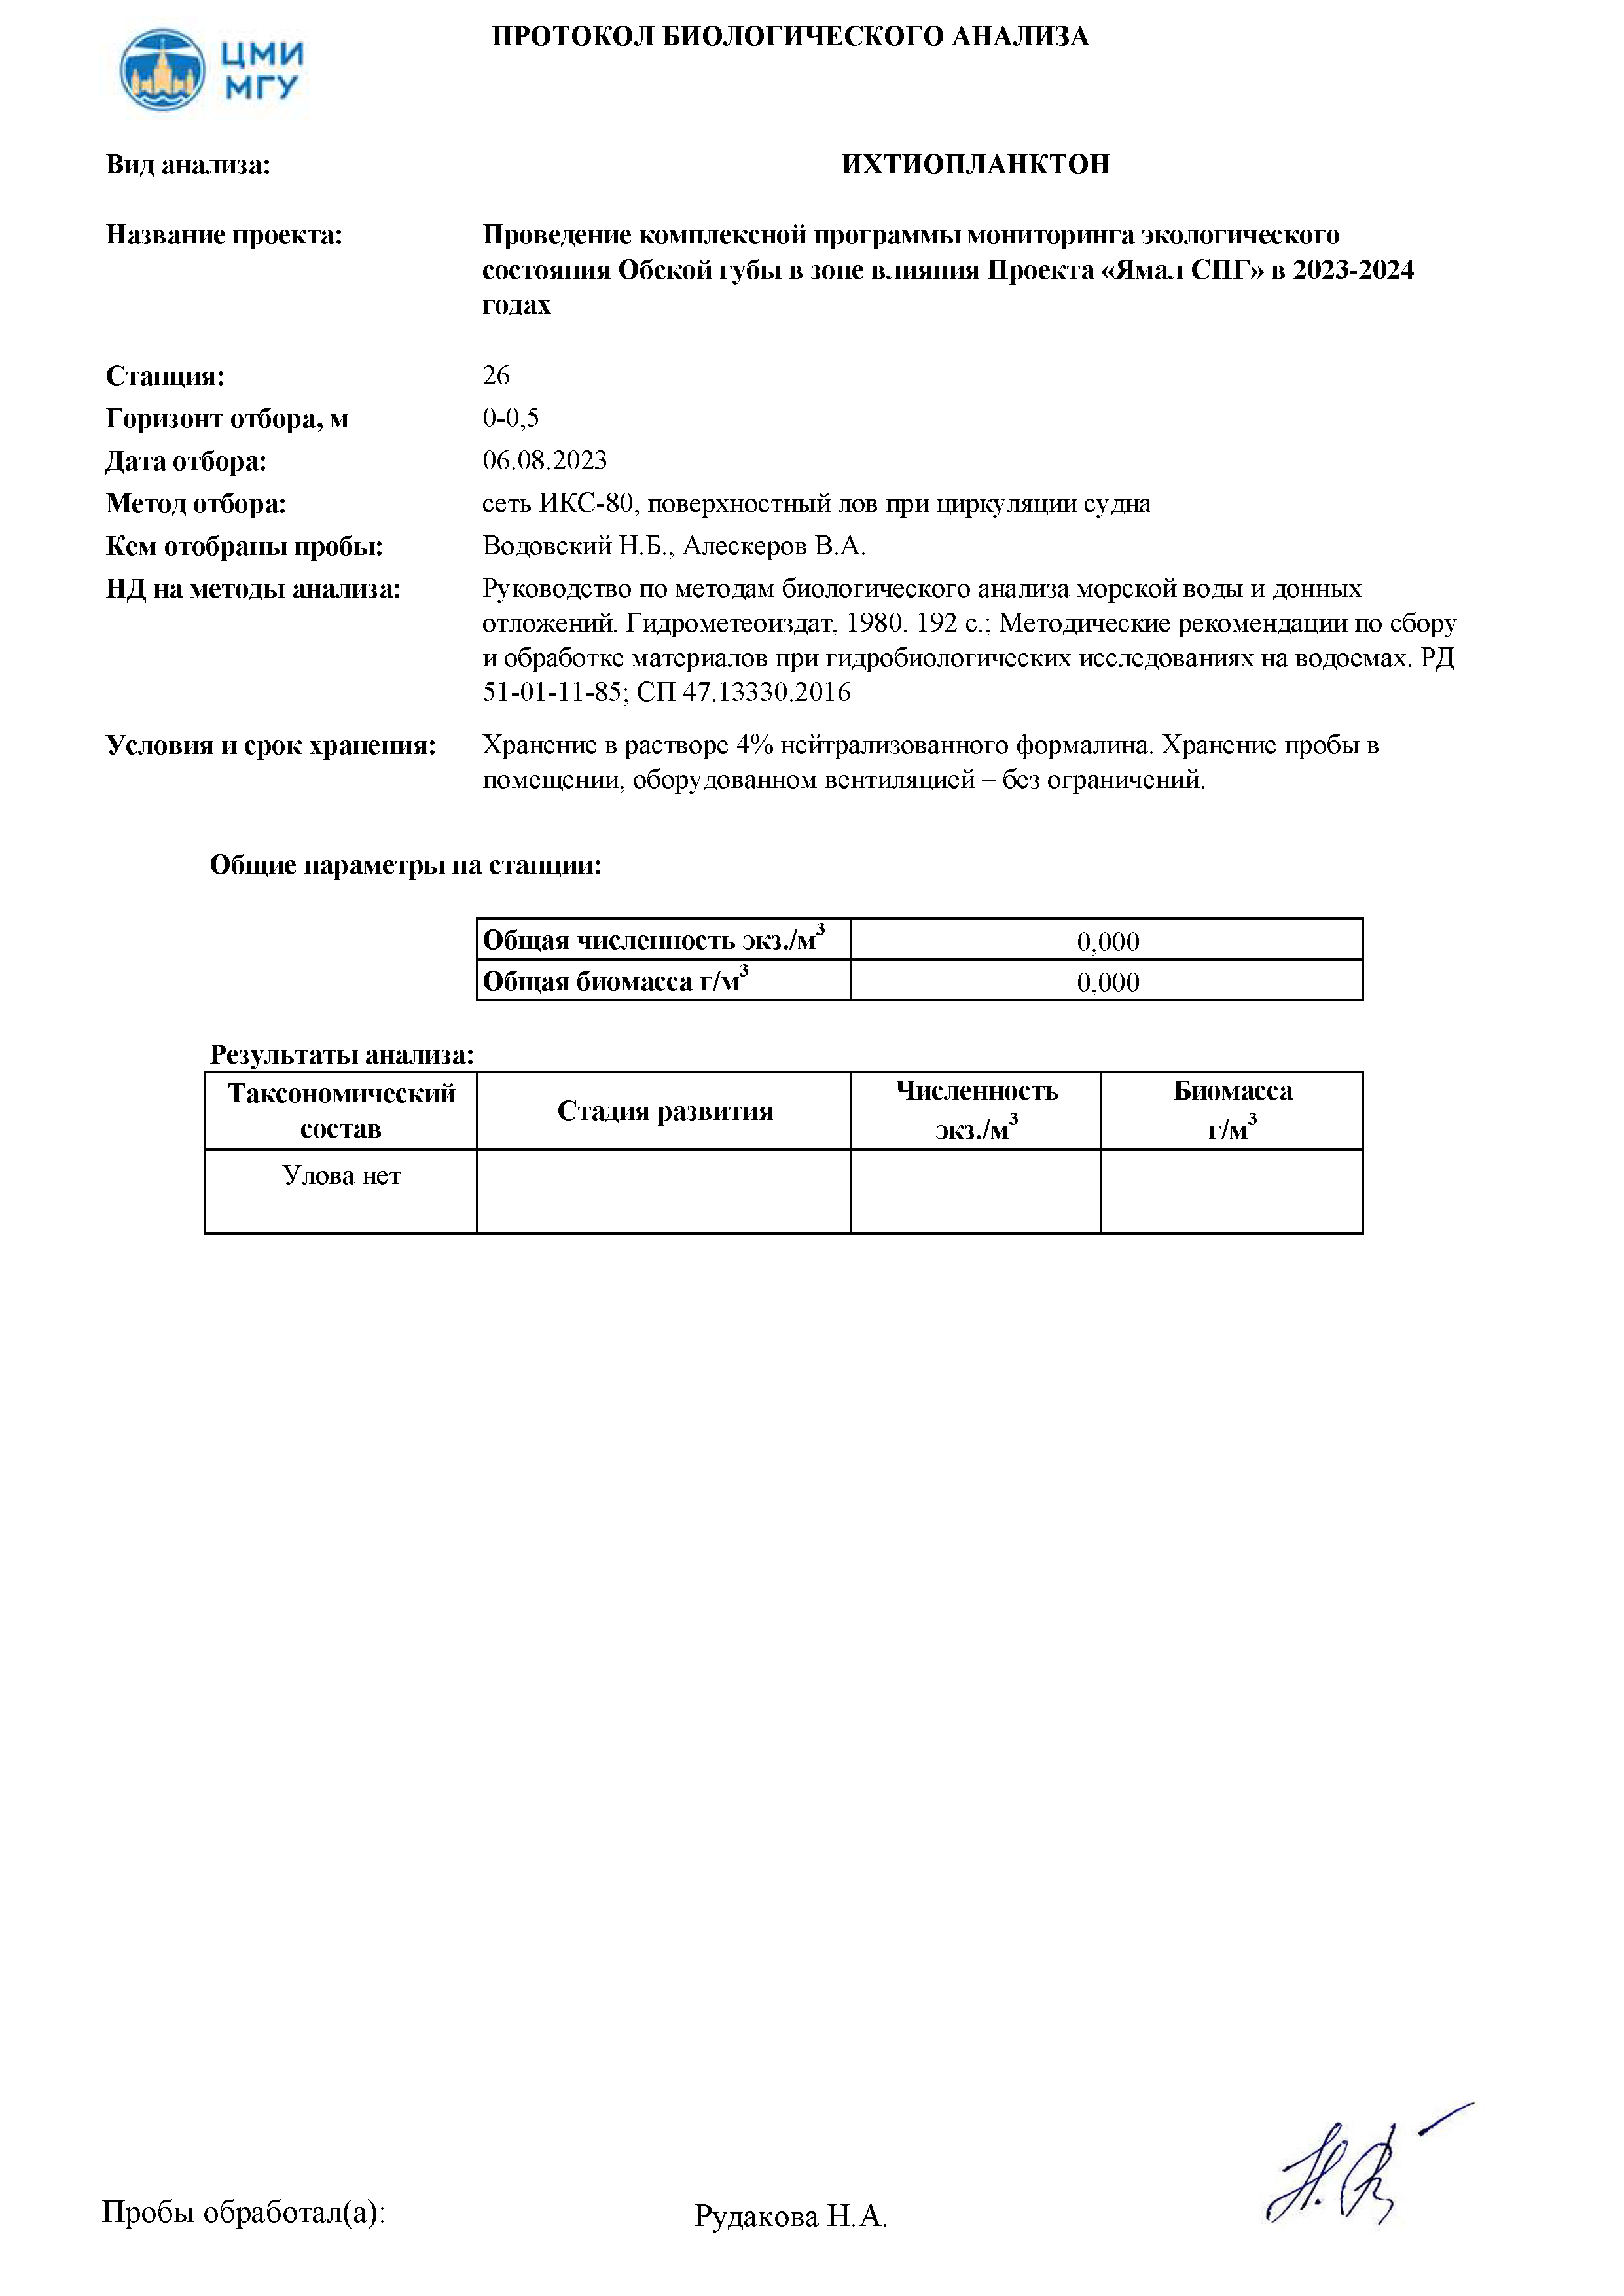 ЦМИ
МГУ
ПРОТОКОЛ БИОЛОГИЧЕСКОГО АНАЛИЗА
Вид анализа: ИХТИОПЛАНКТОН
Название проекта: Проведение комплексной программы мониторинга экологического
состояния Обской губы в зоне влияния Проекта «Ямал СПГ» в 2023-2024
годах
Станция: 26
Горизонт отбора, м 0-0,5
Дата отбора: 06.08.2023
Метод отбора: сеть ИКС-80, поверхностный лов при циркуляции судна
Кем отобраны пробы: Водовский Н.Б., Алескеров В.А.
НД на методы анализа: Руководство по методам биологического анализа морской воды и донных
отложений. Гидрометеоиздат, 1980. 192 с.; Методические рекомендации по сбору
и обработке материалов при гидробиологических исследованиях на водоемах. РД
51-01-11-85; СП 47.13330.2016
Условия и срок хранения: Хранение в растворе 4% нейтрализованного формалина. Хранение пробы в
помещении, оборудованном вентиляцией – без ограничений.
Общие параметры на станции:
Общая численность экз./м³ 0,000
Общая биомасса г/м³ 0,000
Результаты анализа:
Таксономический состав Стадия развития Численность экз./м³ Биомасса г/м³
Улова нет
Пробы обработал(а): Рудакова Н.А.